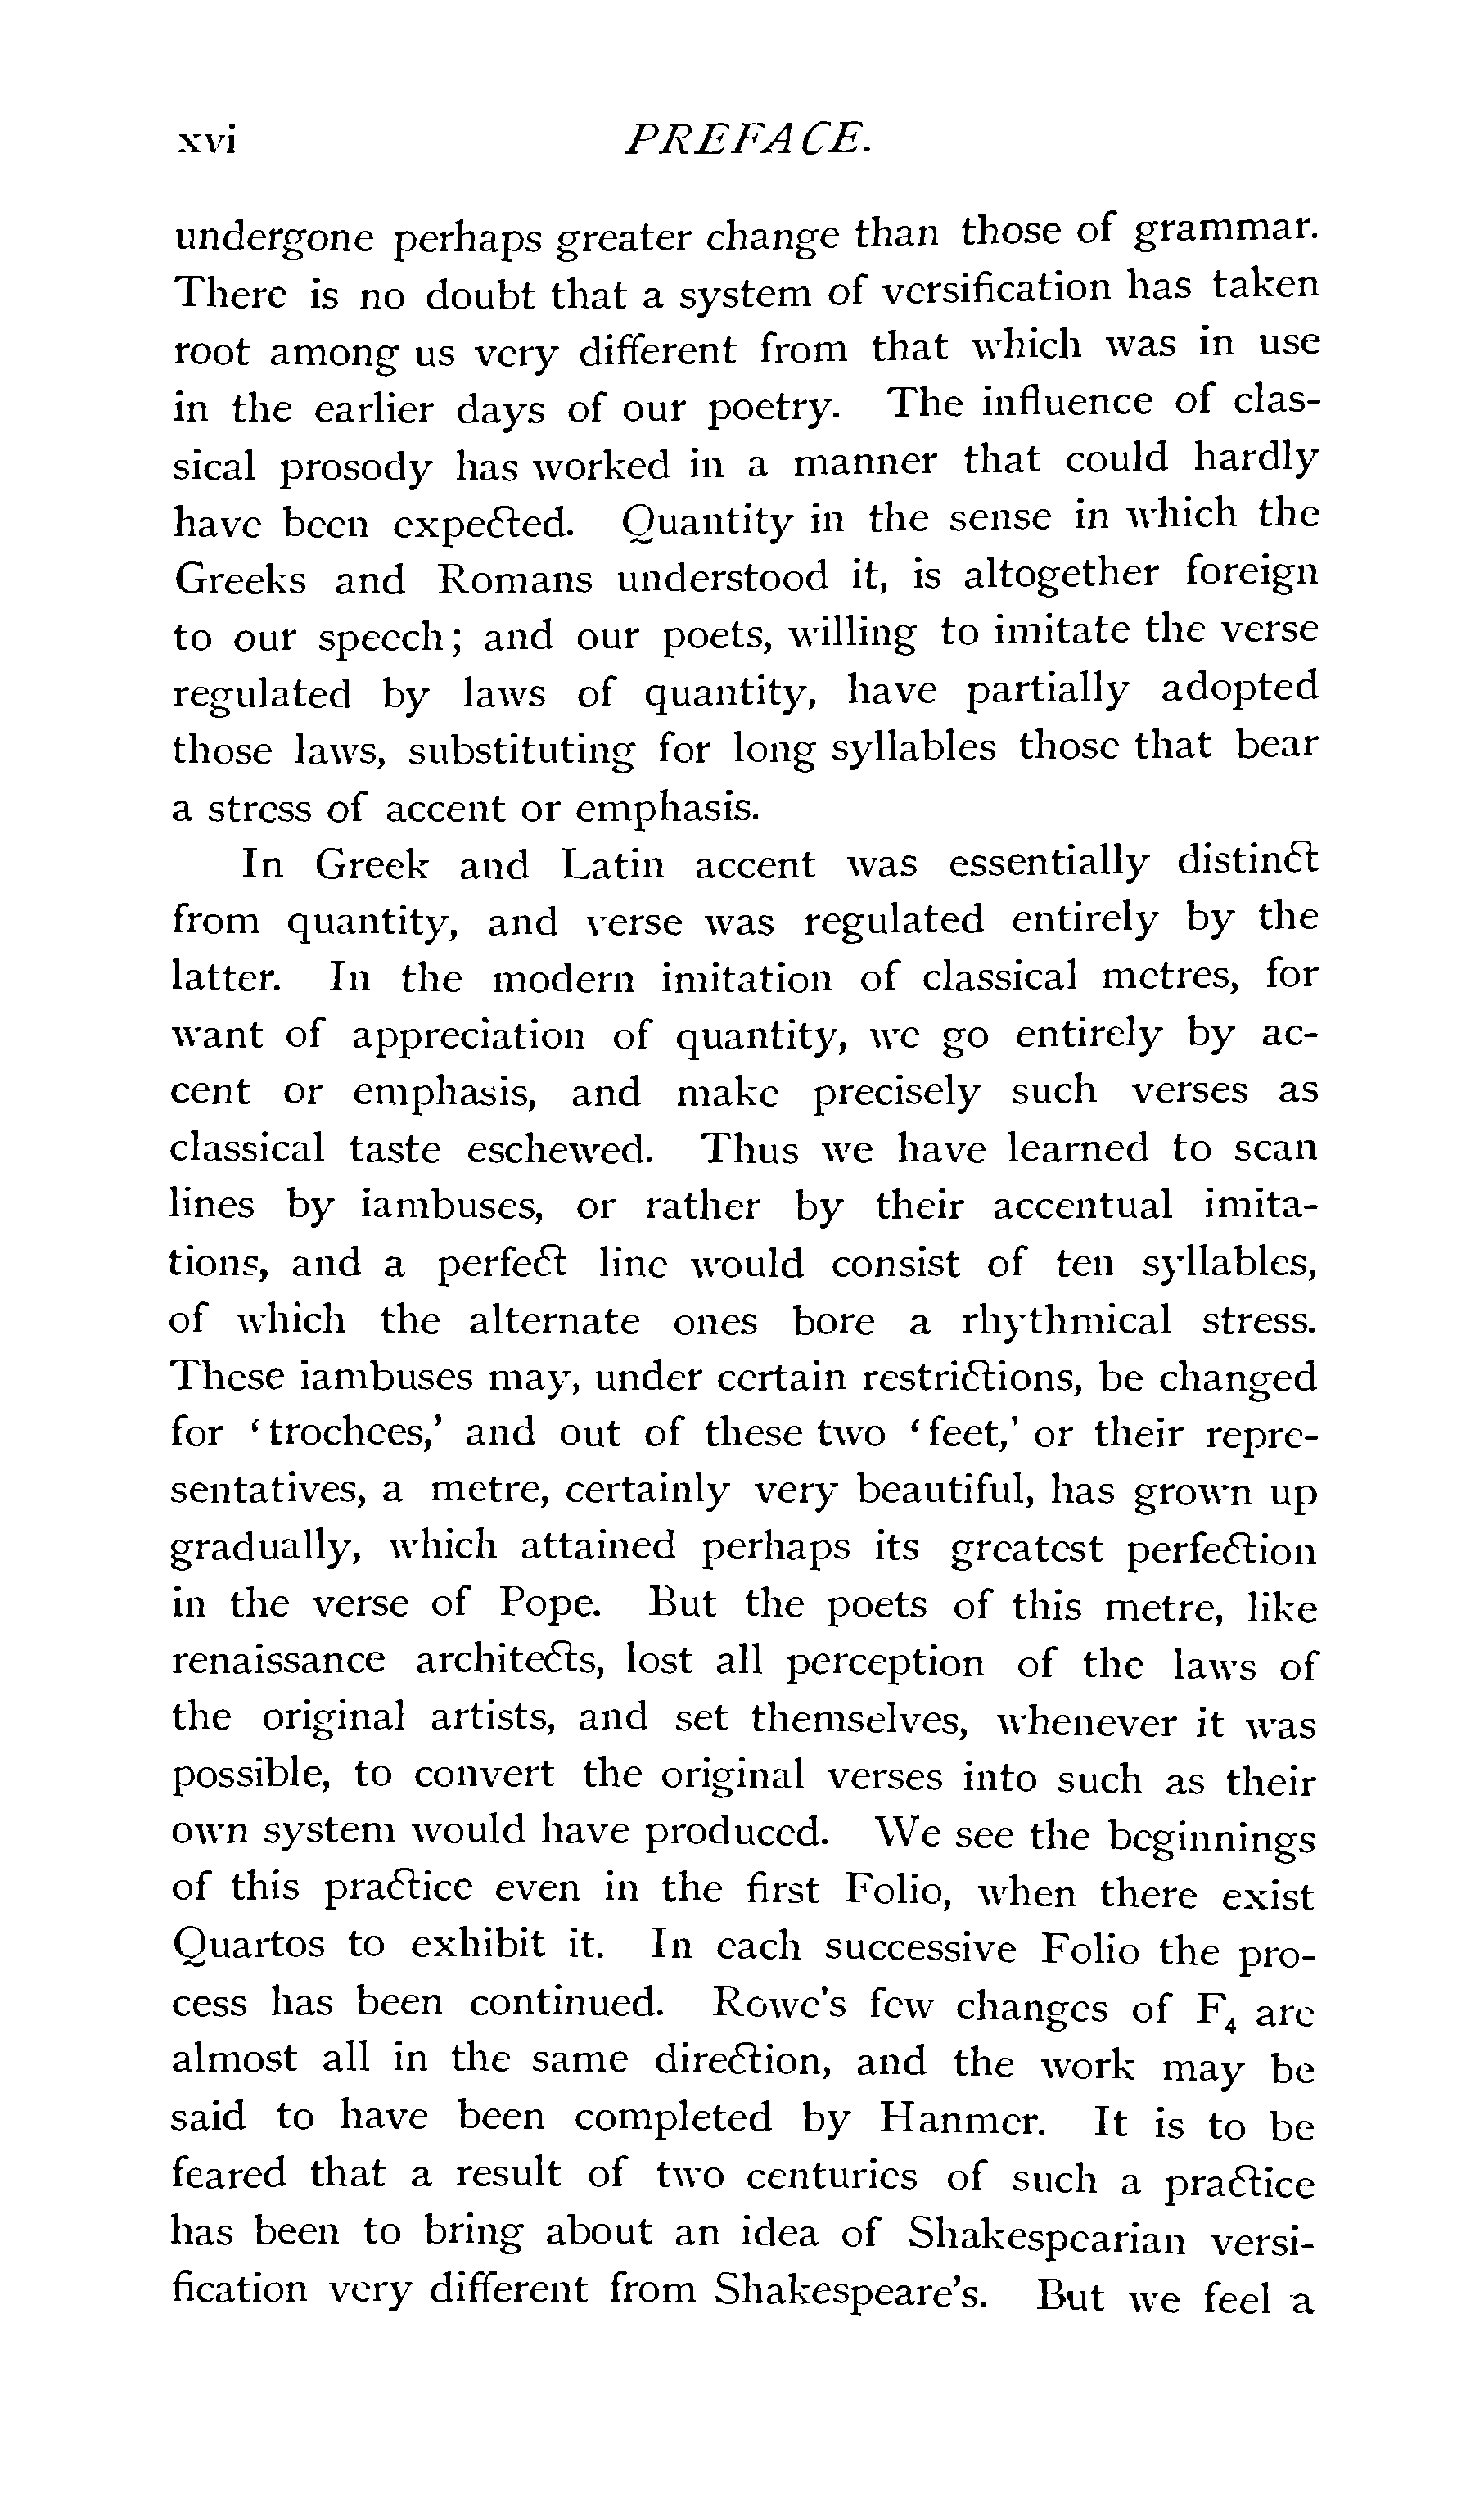 xvi PREFACE.
undergone perhaps greater change than those of grammar.
There is no doubt that a system of versification has taken
root among us very different from that which was in use
in the earlier days of our poetry. The influence of clas-
sical prosody has worked in a manner that could hardly
have been expected. Quantity in the sense in which the
Greeks and Romans understood it, is altogether foreign
to our speech; and our poets, willing to imitate the verse
regulated by laws of quantity, have partially adopted
those laws, substituting for long syllables those that bear
a stress of accent or emphasis.
In Greek and Latin accent was essentially distinct
from quantity, and verse was regulated entirely by the
latter. In the modern imitation of classical metres, for
want of appreciation of quantity, we go entirely by ac-
cent or emphasis, and make precisely such verses as
classical taste eschewed. Thus we have learned to scan
lines by iambuses, or rather by their accentual imita-
tions, and a perfect line would consist of ten syllables,
of which the alternate ones bore a rhythmical stress.
These iambuses may, under certain restrictions, be changed
for ‘trochees,’ and out of these two ‘feet,’ or their repre-
sentatives, a metre, certainly very beautiful, has grown up
gradually, which attained perhaps its greatest perfection
in the verse of Pope. But the poets of this metre, like
renaissance architects, lost all perception of the laws of
the original artists, and set themselves, whenever it was
possible, to convert the original verses into such as their
own system would have produced. We see the beginnings
of this practice even in the first Folio, when there exist
Quartos to exhibit it. In each successive Folio the pro-
cess has been continued. Rowe’s few changes of F₄ are
almost all in the same direction, and the work may be
said to have been completed by Hanmer. It is to be
feared that a result of two centuries of such a practice
has been to bring about an idea of Shakespearian versi-
fication very different from Shakespeare’s. But we feel a